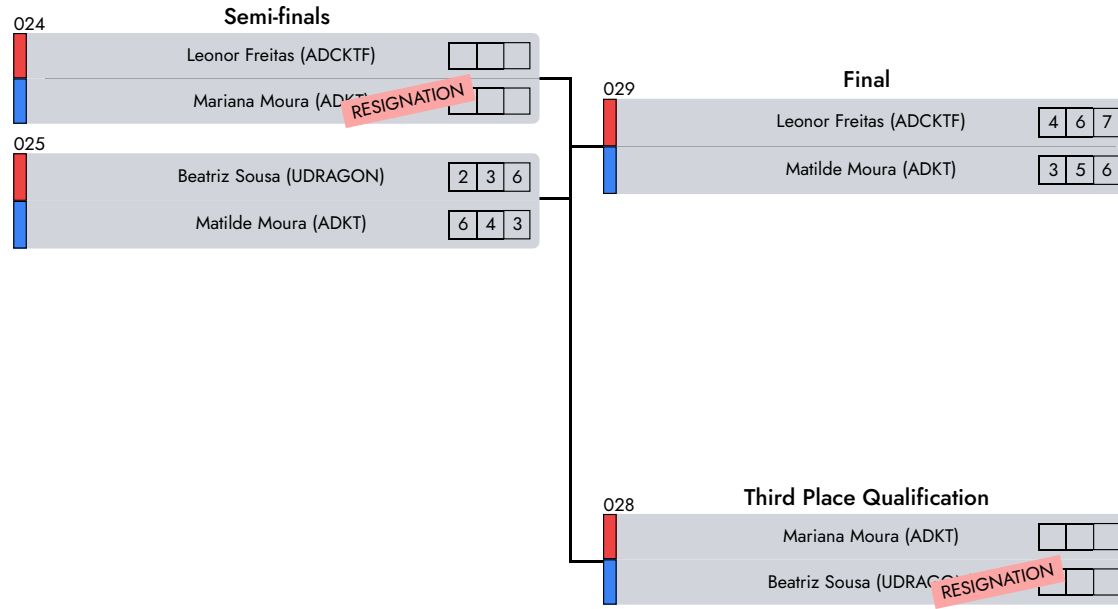 Semi-finals
024
Leonor Freitas (ADCKTF)
Mariana Moura (ADKT)
RESIGNATION
025
Beatriz Sousa (UDRAGON) 2 3 6
Matilde Moura (ADKT) 6 4 3
Final
029
Leonor Freitas (ADCKTF) 4 6 7
Matilde Moura (ADKT) 3 5 6
Third Place Qualification
028
Mariana Moura (ADKT)
Beatriz Sousa (UDRAGON)
RESIGNATION